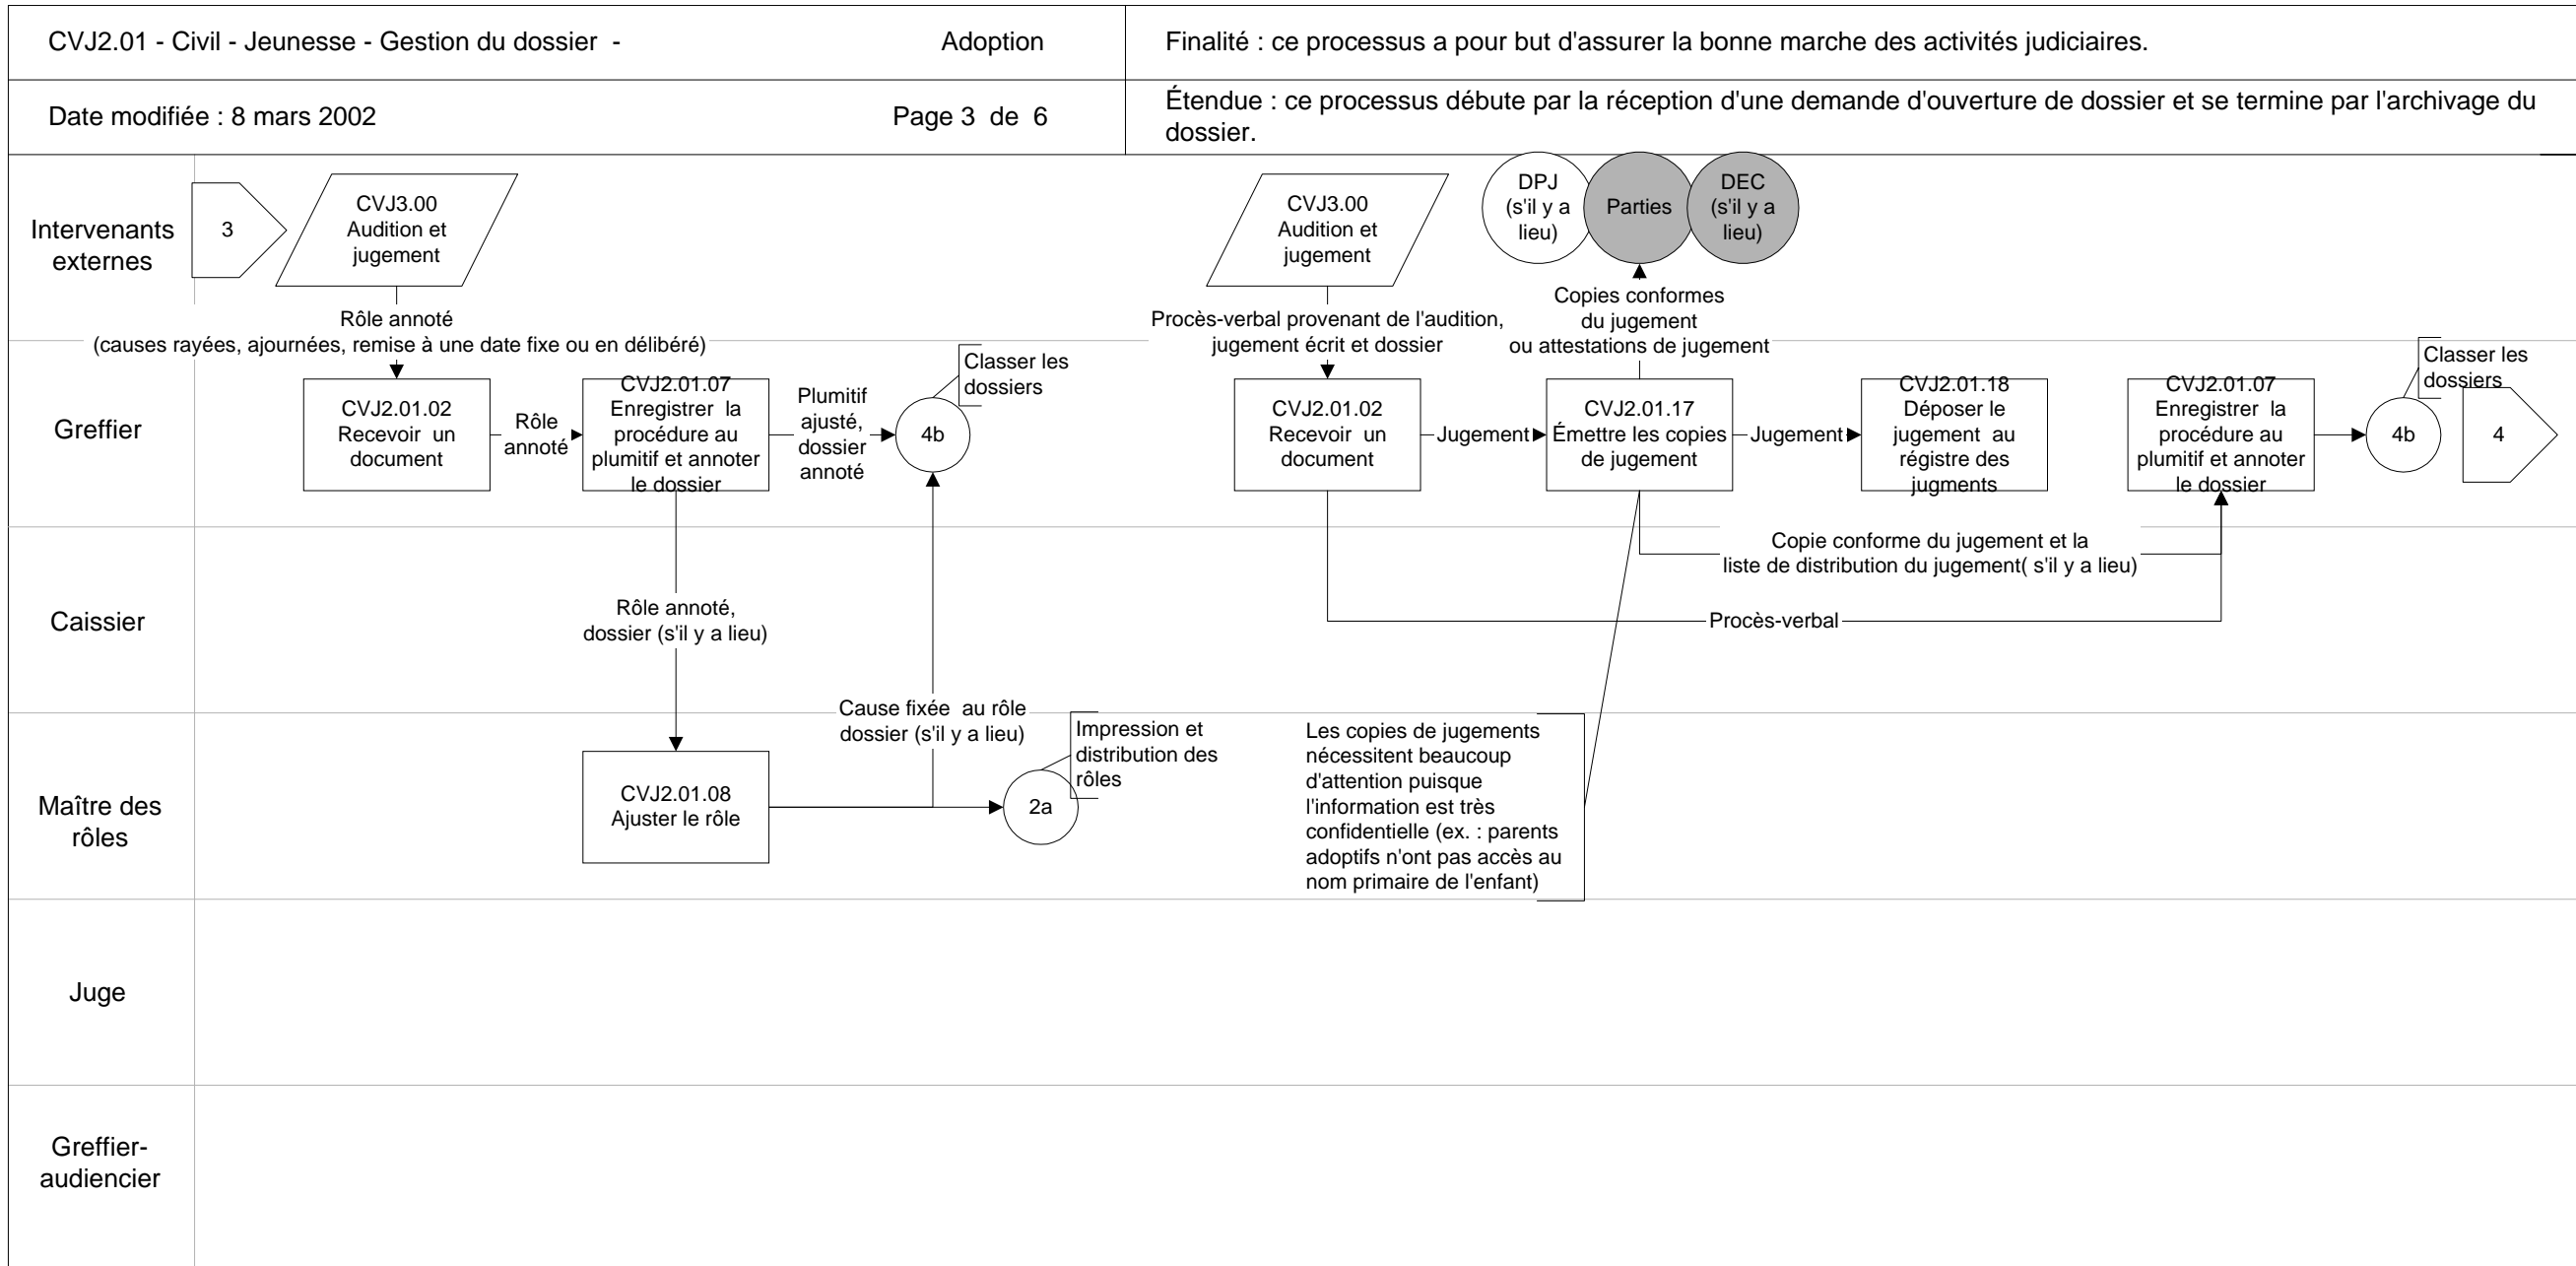 CVJ2.01 - Civil - Jeunesse - Gestion du dossier - Adoption
Finalité : ce processus a pour but d'assurer la bonne marche des activités judiciaires.
Date modifiée : 8 mars 2002
Page 3 de 6
Étendue : ce processus débute par la réception d'une demande d'ouverture de dossier et se termine par l'archivage du
dossier.
Intervenants
externes
3
CVJ3.00
Audition et
jugement
CVJ3.00
Audition et
jugement
DPJ
(s'il y a
lieu)
Parties
DEC
(s'il y a
lieu)
Rôle annoté
(causes rayées, ajournées, remise à une date fixe ou en délibéré)
Procès-verbal provenant de l'audition,
jugement écrit et dossier
Copies conformes
du jugement
ou attestations de jugement
Greffier
CVJ2.01.02
Recevoir un
document
Rôle
annoté
CVJ2.01.07
Enregistrer la
procédure au
plumitif et annoter
le dossier
Plumitif
ajusté,
dossier
annoté
4b
Classer les
dossiers
CVJ2.01.02
Recevoir un
document
Jugement
CVJ2.01.17
Émettre les copies
de jugement
Jugement
CVJ2.01.18
Déposer le
jugement au
régistre des
jugments
CVJ2.01.07
Enregistrer la
procédure au
plumitif et annoter
le dossier
4b
Classer les
dossiers
4
Caissier
Rôle annoté,
dossier (s'il y a lieu)
Copie conforme du jugement et la
liste de distribution du jugement( s'il y a lieu)
Procès-verbal
Cause fixée au rôle
dossier (s'il y a lieu)
Maître des
rôles
CVJ2.01.08
Ajuster le rôle
2a
Impression et
distribution des
rôles
Les copies de jugements
nécessitent beaucoup
d'attention puisque
l'information est très
confidentielle (ex. : parents
adoptifs n'ont pas accès au
nom primaire de l'enfant)
Juge
Greffier-
audiencier